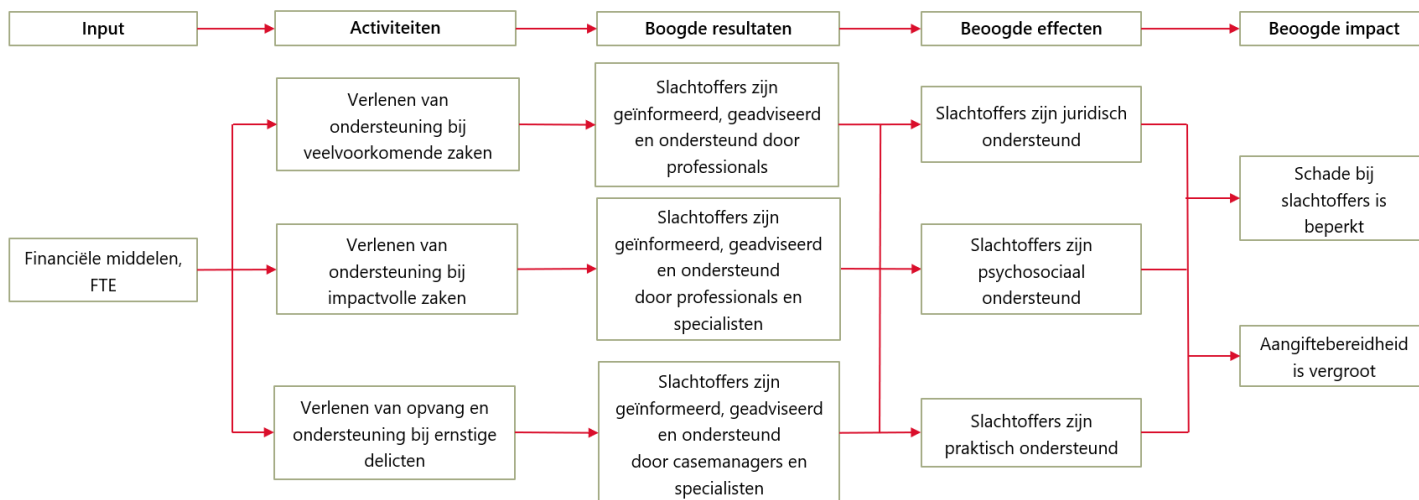 Input
Activiteiten
Boogde resultaten
Beoogde effecten
Beoogde impact
Financiële middelen,
FTE
Verlenen van
ondersteuning bij
veelvoorkomende zaken
Verlenen van
ondersteuning bij
impactvolle zaken
Verlenen van opvang en
ondersteuning bij ernstige
delicten
Slachtoffers zijn
geïnformeerd, geadviseerd
en ondersteund door
professionals
Slachtoffers zijn
geïnformeerd, geadviseerd
en ondersteund
door professionals en
specialisten
Slachtoffers zijn
geïnformeerd, geadviseerd
en ondersteund
door casemanagers en
specialisten
Slachtoffers zijn juridisch
ondersteund
Slachtoffers zijn
psychosociaal
ondersteund
Slachtoffers zijn
praktisch ondersteund
Schade bij
slachtoffers is
beperkt
Aangiftebereidheid
is vergroot